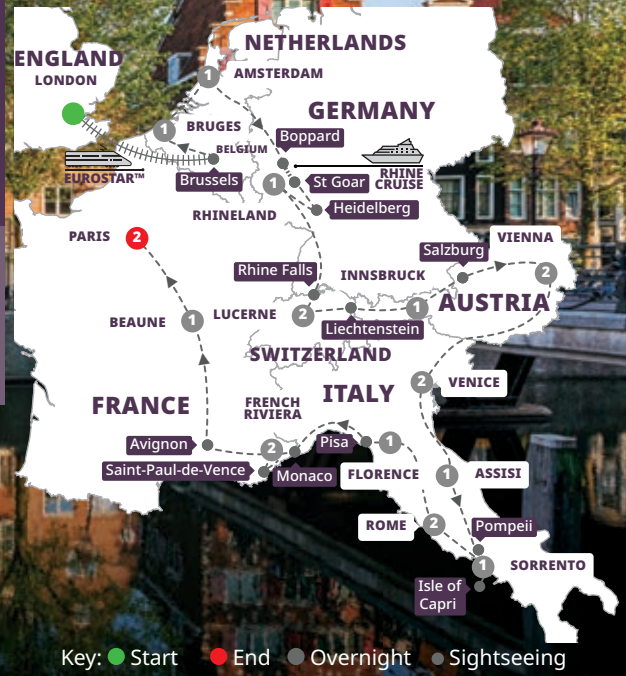 NETHERLANDS
ENGLAND
LONDON
1
AMSTERDAM
GERMANY
1
BRUGES
Boppard
BELGIUM
EUROSTAR™
Brussels
1
St Goar
RHINE
CRUISE
RHINELAND
Heidelberg
PARIS
2
Salzburg
VIENNA
Rhine Falls
INNSBRUCK
2
BEAUNE
1
LUCERNE
2
Liechtenstein
1
AUSTRIA
SWITZERLAND
FRANCE
FRENCH
RIVIERA
ITALY
2
VENICE
Avignon
2
Pisa
1
Saint-Paul-de-Vence
Monaco
FLORENCE
1
ASSISI
ROME
2
Pompeii
1
SORRENTO
Isle of
Capri
Key: Start End Overnight Sightseeing